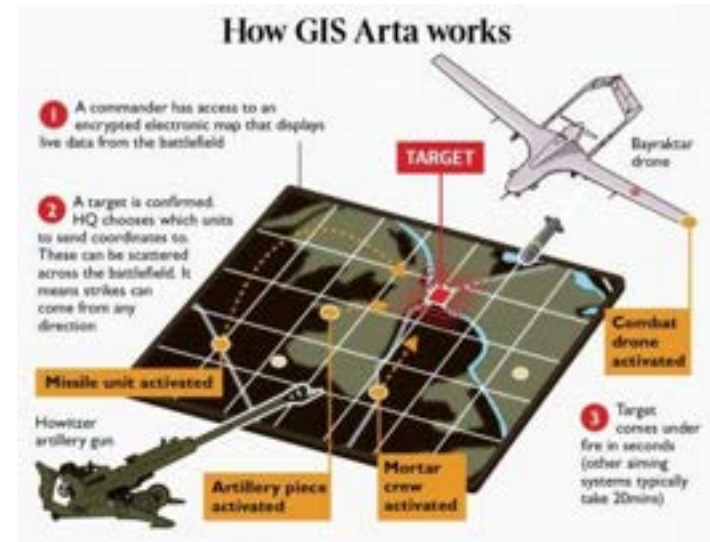 How GIS Arta works
1 A commander has access to an
encrypted electronic map that displays
live data from the battlefield
TARGET
Bayraktar
drone
2 A target is confirmed.
HQ chooses which units
to send coordinates to.
These can be scattered
across the battlefield. It
means strikes can
come from any
direction
Combat
drone
activated
Missile unit activated
Howitzer
artillery gun
3 Target
comes under
fire in seconds
(other aiming
systems typically
take 20mins)
Artillery piece
activated
Mortar
crew
activated